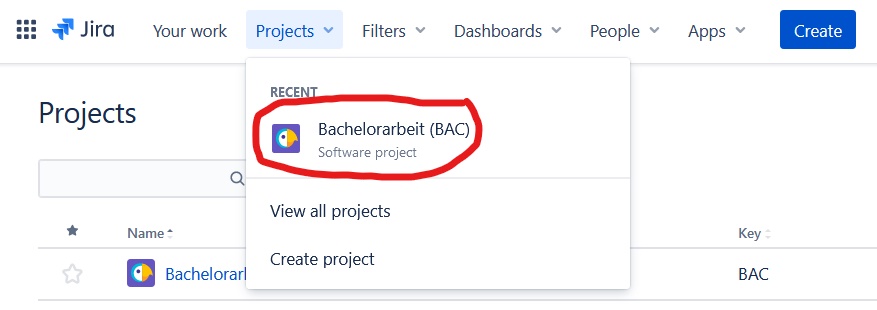 Jira Your work Projects Filters Dashboards People Apps Create
RECENT
Projects
Bachelorarbeit (BAC)
Software project
View all projects
Name Key
Create project
Bachelorar BAC